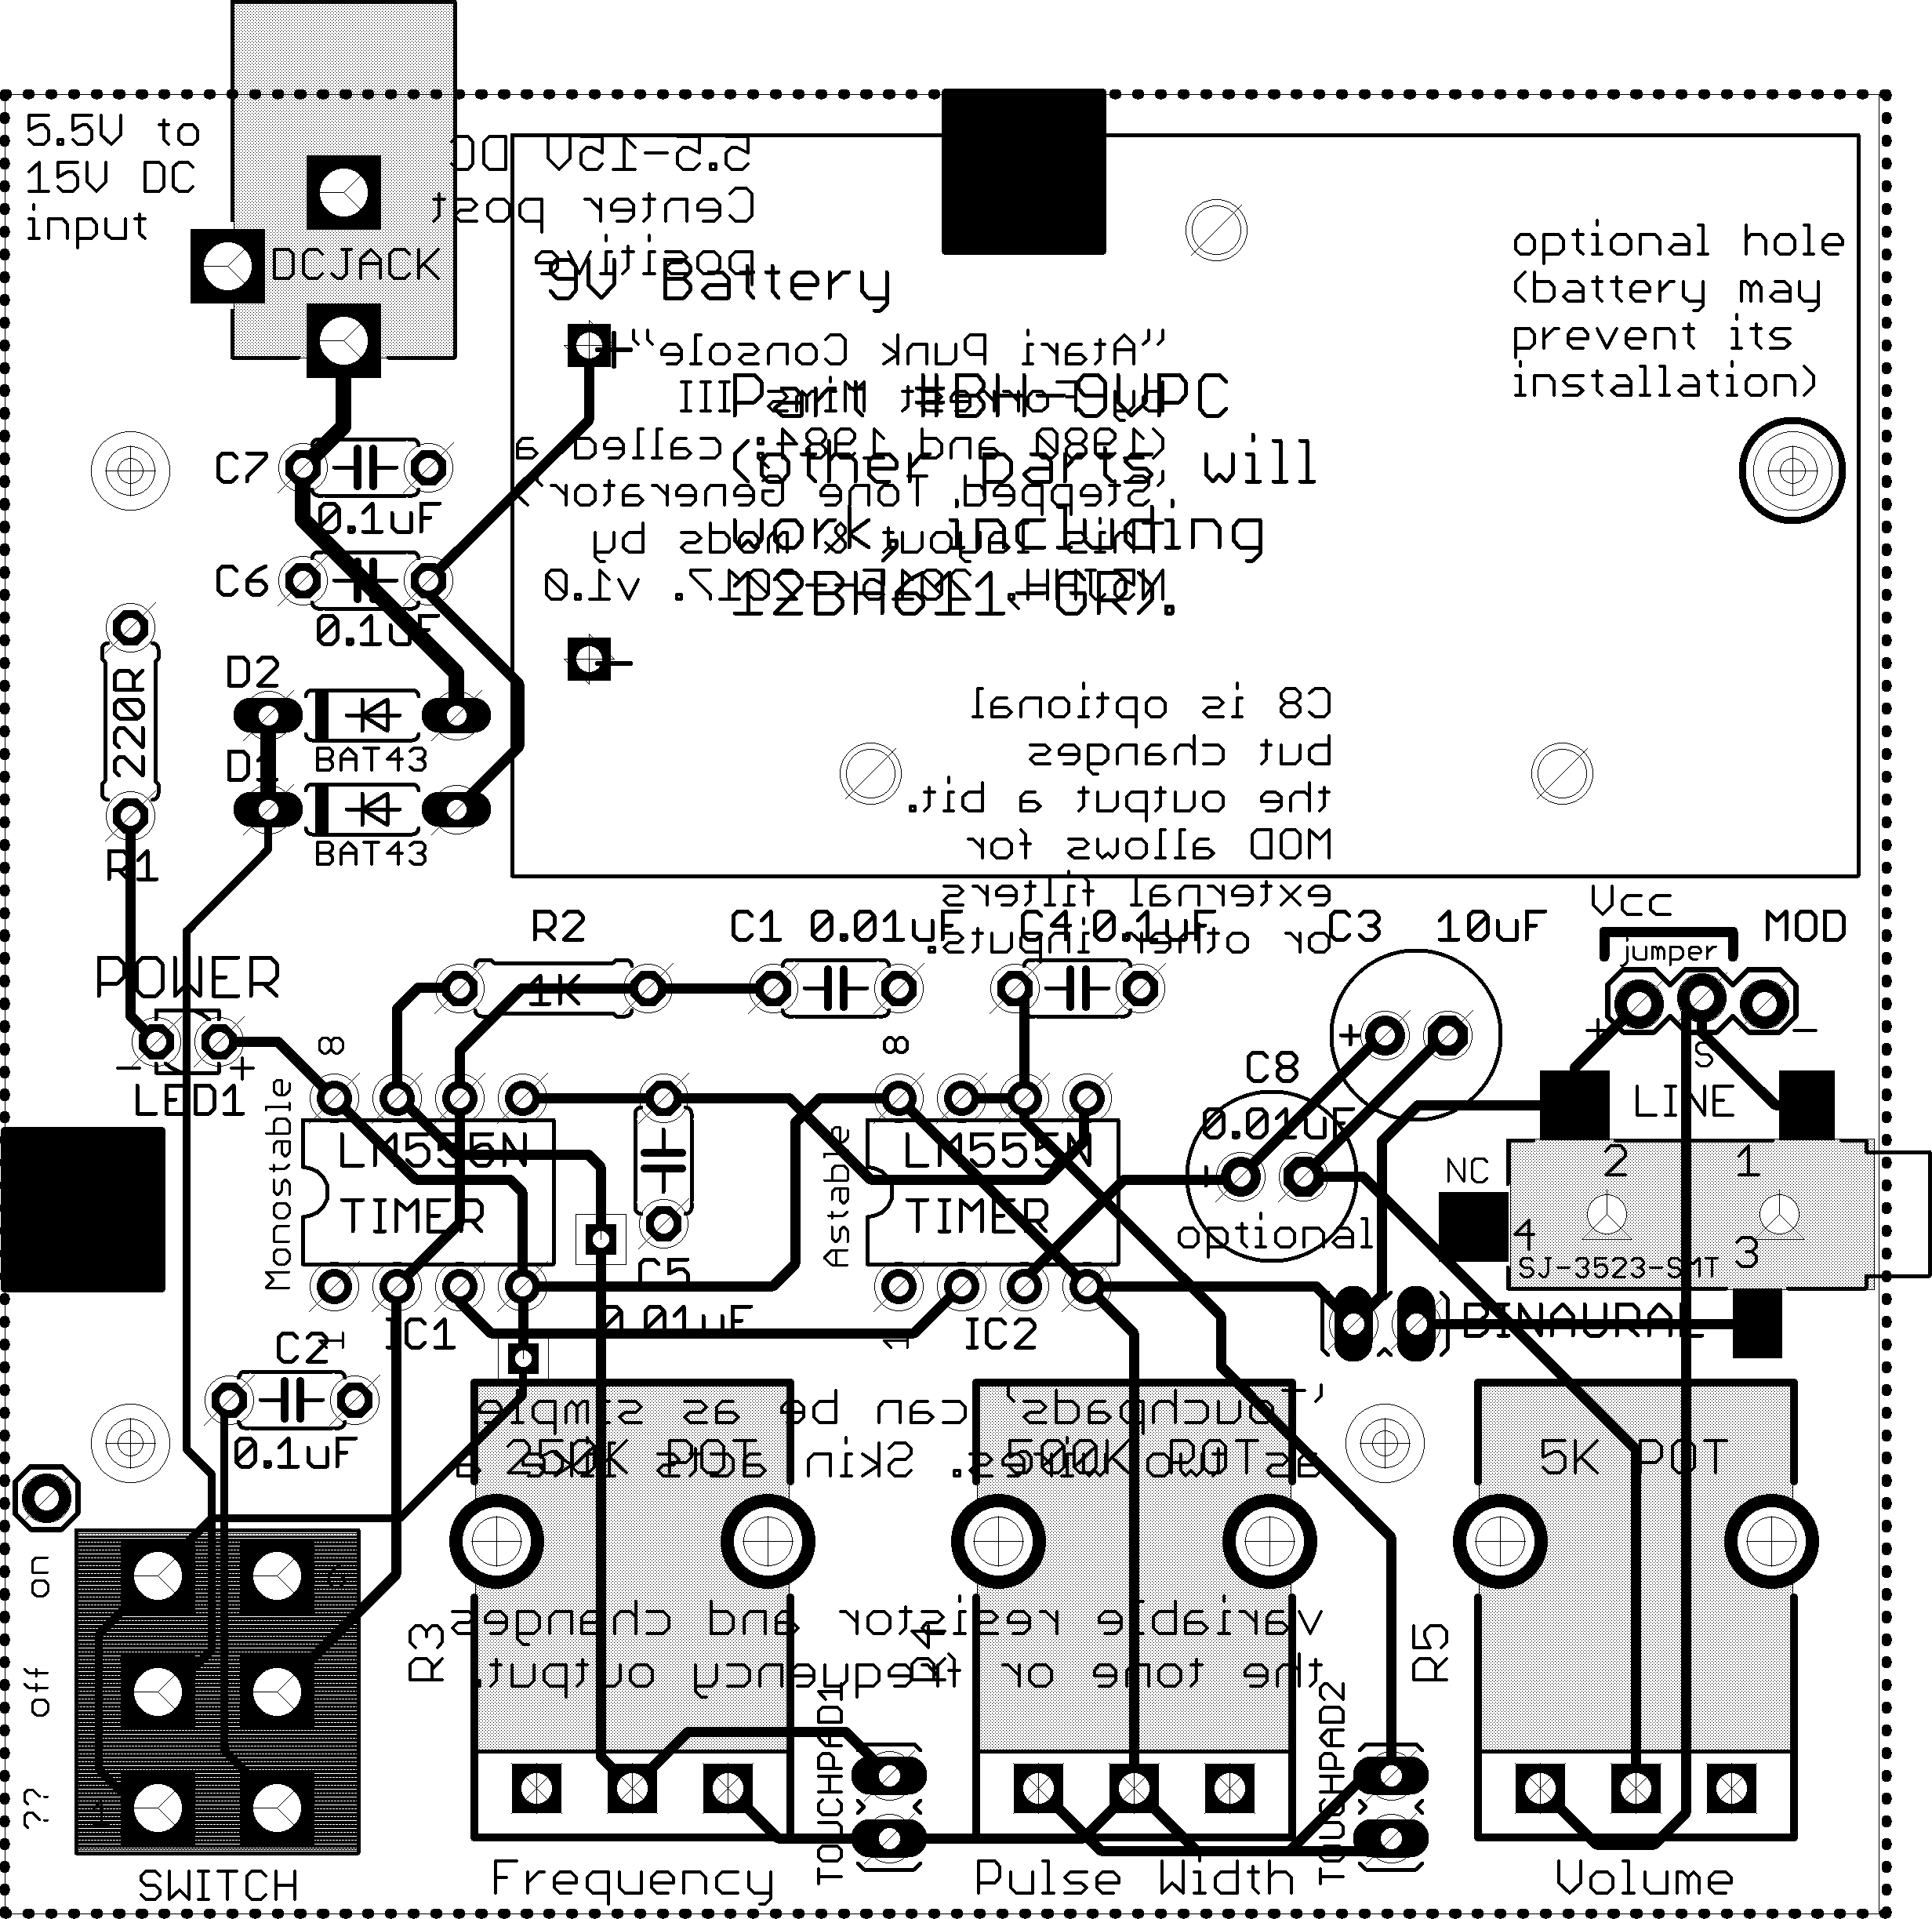 5.5V to
15V DC
input
DCJACK
5.5-15V DC
Center post
positive
9V Battery
+
-
"Atari Punk Console"
by Forrest Mims III
(1980 and 1984; called a
'Stepped Tone Generator')
This layout & mods by
2015-2017. v1.0
Part #BH-9VPC
(other parts will
work, including
12BH611-GR).
optional hole
(battery may
prevent its
installation)
C7
0.1uF
C6
0.1uF
220R
R1
D2
BAT43
D1
BAT43
C8 is optional
but changes
the output a bit.
MOD allows for
external filters
or other inputs.
R2
1K
C1 0.01uF
C4 0.1uF
C3 10uF
Vcc
MOD
jumper
+ S -
LINE
POWER
- +
LED1
8
Monostable
LM555N
TIMER
1
IC1
C5
0.01uF
8
Astable
LM555N
TIMER
1
IC2
C8
0.01uF
+
+
optional
NC
2 1
4 3
SJ-3523-SMT
BINAURAL
C2
0.1uF
'Touchpads' can be as simple
as two wires. Skin acts like a
variable resistor and changes
the tone or frequency output.
250K POT
500K POT
5K POT
on
off
??
6
1
SWITCH
R3
R4
R5
TOUCHPAD1
TOUCHPAD2
Frequency
Pulse Width
Volume